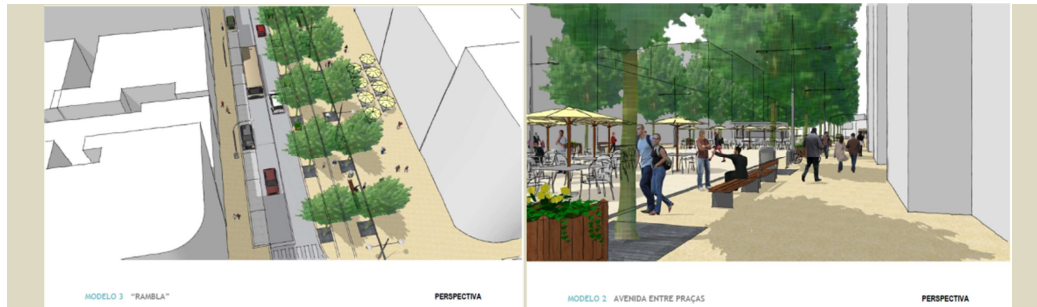 MODELO 3 "RAMBLA" PERSPECTIVA
MODELO 2 AVENIDA ENTRE PRAÇAS PERSPECTIVA